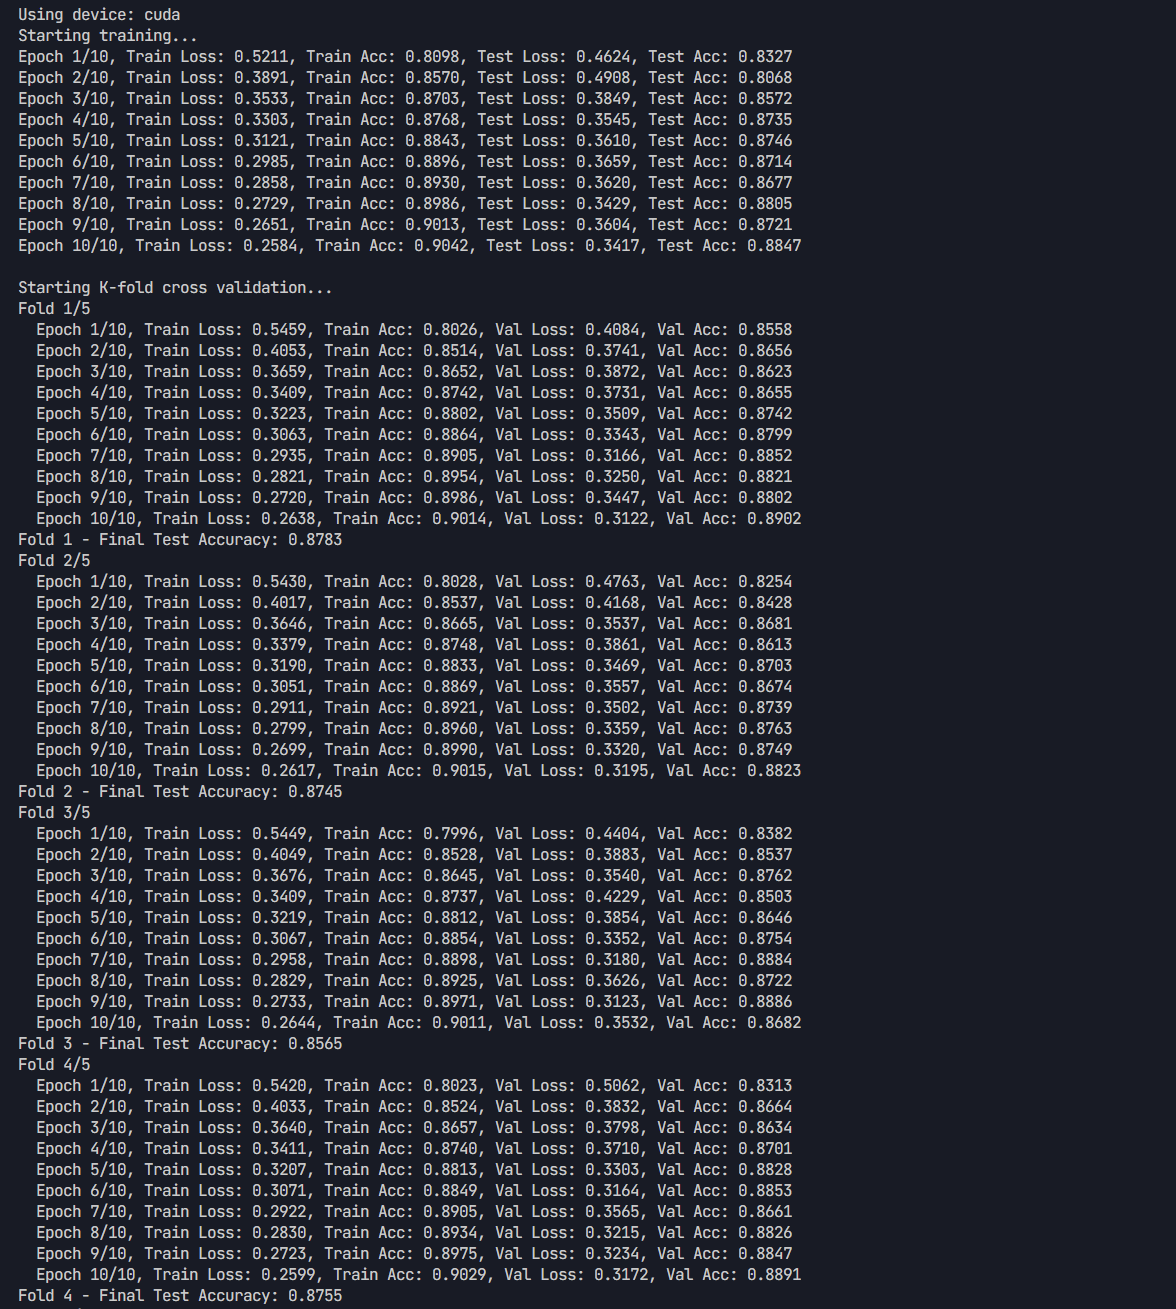 Using device: cuda
Starting training...
Epoch 1/10, Train Loss: 0.5211, Train Acc: 0.8098, Test Loss: 0.4624, Test Acc: 0.8327
Epoch 2/10, Train Loss: 0.3891, Train Acc: 0.8570, Test Loss: 0.4908, Test Acc: 0.8068
Epoch 3/10, Train Loss: 0.3533, Train Acc: 0.8703, Test Loss: 0.3849, Test Acc: 0.8572
Epoch 4/10, Train Loss: 0.3303, Train Acc: 0.8768, Test Loss: 0.3545, Test Acc: 0.8735
Epoch 5/10, Train Loss: 0.3121, Train Acc: 0.8843, Test Loss: 0.3610, Test Acc: 0.8746
Epoch 6/10, Train Loss: 0.2985, Train Acc: 0.8896, Test Loss: 0.3659, Test Acc: 0.8714
Epoch 7/10, Train Loss: 0.2858, Train Acc: 0.8930, Test Loss: 0.3620, Test Acc: 0.8677
Epoch 8/10, Train Loss: 0.2729, Train Acc: 0.8986, Test Loss: 0.3429, Test Acc: 0.8805
Epoch 9/10, Train Loss: 0.2651, Train Acc: 0.9013, Test Loss: 0.3604, Test Acc: 0.8721
Epoch 10/10, Train Loss: 0.2584, Train Acc: 0.9042, Test Loss: 0.3417, Test Acc: 0.8847

Starting K-fold cross validation...
Fold 1/5
  Epoch 1/10, Train Loss: 0.5459, Train Acc: 0.8026, Val Loss: 0.4084, Val Acc: 0.8558
  Epoch 2/10, Train Loss: 0.4053, Train Acc: 0.8514, Val Loss: 0.3741, Val Acc: 0.8656
  Epoch 3/10, Train Loss: 0.3659, Train Acc: 0.8652, Val Loss: 0.3872, Val Acc: 0.8623
  Epoch 4/10, Train Loss: 0.3409, Train Acc: 0.8742, Val Loss: 0.3731, Val Acc: 0.8655
  Epoch 5/10, Train Loss: 0.3223, Train Acc: 0.8802, Val Loss: 0.3509, Val Acc: 0.8742
  Epoch 6/10, Train Loss: 0.3063, Train Acc: 0.8864, Val Loss: 0.3343, Val Acc: 0.8799
  Epoch 7/10, Train Loss: 0.2935, Train Acc: 0.8905, Val Loss: 0.3166, Val Acc: 0.8852
  Epoch 8/10, Train Loss: 0.2821, Train Acc: 0.8954, Val Loss: 0.3250, Val Acc: 0.8821
  Epoch 9/10, Train Loss: 0.2720, Train Acc: 0.8986, Val Loss: 0.3447, Val Acc: 0.8802
  Epoch 10/10, Train Loss: 0.2638, Train Acc: 0.9014, Val Loss: 0.3122, Val Acc: 0.8902
Fold 1 - Final Test Accuracy: 0.8783
Fold 2/5
  Epoch 1/10, Train Loss: 0.5430, Train Acc: 0.8028, Val Loss: 0.4763, Val Acc: 0.8254
  Epoch 2/10, Train Loss: 0.4017, Train Acc: 0.8537, Val Loss: 0.4168, Val Acc: 0.8428
  Epoch 3/10, Train Loss: 0.3646, Train Acc: 0.8665, Val Loss: 0.3537, Val Acc: 0.8681
  Epoch 4/10, Train Loss: 0.3379, Train Acc: 0.8748, Val Loss: 0.3861, Val Acc: 0.8613
  Epoch 5/10, Train Loss: 0.3190, Train Acc: 0.8833, Val Loss: 0.3469, Val Acc: 0.8703
  Epoch 6/10, Train Loss: 0.3051, Train Acc: 0.8869, Val Loss: 0.3557, Val Acc: 0.8674
  Epoch 7/10, Train Loss: 0.2911, Train Acc: 0.8921, Val Loss: 0.3502, Val Acc: 0.8739
  Epoch 8/10, Train Loss: 0.2799, Train Acc: 0.8960, Val Loss: 0.3359, Val Acc: 0.8763
  Epoch 9/10, Train Loss: 0.2699, Train Acc: 0.8990, Val Loss: 0.3320, Val Acc: 0.8749
  Epoch 10/10, Train Loss: 0.2617, Train Acc: 0.9015, Val Loss: 0.3195, Val Acc: 0.8823
Fold 2 - Final Test Accuracy: 0.8745
Fold 3/5
  Epoch 1/10, Train Loss: 0.5449, Train Acc: 0.7996, Val Loss: 0.4404, Val Acc: 0.8382
  Epoch 2/10, Train Loss: 0.4049, Train Acc: 0.8528, Val Loss: 0.3883, Val Acc: 0.8537
  Epoch 3/10, Train Loss: 0.3676, Train Acc: 0.8645, Val Loss: 0.3540, Val Acc: 0.8762
  Epoch 4/10, Train Loss: 0.3409, Train Acc: 0.8737, Val Loss: 0.4229, Val Acc: 0.8503
  Epoch 5/10, Train Loss: 0.3219, Train Acc: 0.8812, Val Loss: 0.3854, Val Acc: 0.8646
  Epoch 6/10, Train Loss: 0.3067, Train Acc: 0.8854, Val Loss: 0.3352, Val Acc: 0.8754
  Epoch 7/10, Train Loss: 0.2958, Train Acc: 0.8898, Val Loss: 0.3180, Val Acc: 0.8884
  Epoch 8/10, Train Loss: 0.2829, Train Acc: 0.8925, Val Loss: 0.3626, Val Acc: 0.8722
  Epoch 9/10, Train Loss: 0.2733, Train Acc: 0.8971, Val Loss: 0.3123, Val Acc: 0.8886
  Epoch 10/10, Train Loss: 0.2644, Train Acc: 0.9011, Val Loss: 0.3532, Val Acc: 0.8682
Fold 3 - Final Test Accuracy: 0.8565
Fold 4/5
  Epoch 1/10, Train Loss: 0.5420, Train Acc: 0.8023, Val Loss: 0.5062, Val Acc: 0.8313
  Epoch 2/10, Train Loss: 0.4033, Train Acc: 0.8524, Val Loss: 0.3832, Val Acc: 0.8664
  Epoch 3/10, Train Loss: 0.3640, Train Acc: 0.8657, Val Loss: 0.3798, Val Acc: 0.8634
  Epoch 4/10, Train Loss: 0.3411, Train Acc: 0.8740, Val Loss: 0.3710, Val Acc: 0.8701
  Epoch 5/10, Train Loss: 0.3207, Train Acc: 0.8813, Val Loss: 0.3303, Val Acc: 0.8828
  Epoch 6/10, Train Loss: 0.3071, Train Acc: 0.8849, Val Loss: 0.3164, Val Acc: 0.8853
  Epoch 7/10, Train Loss: 0.2922, Train Acc: 0.8905, Val Loss: 0.3565, Val Acc: 0.8661
  Epoch 8/10, Train Loss: 0.2830, Train Acc: 0.8934, Val Loss: 0.3215, Val Acc: 0.8826
  Epoch 9/10, Train Loss: 0.2723, Train Acc: 0.8975, Val Loss: 0.3234, Val Acc: 0.8847
  Epoch 10/10, Train Loss: 0.2599, Train Acc: 0.9029, Val Loss: 0.3172, Val Acc: 0.8891
Fold 4 - Final Test Accuracy: 0.8755